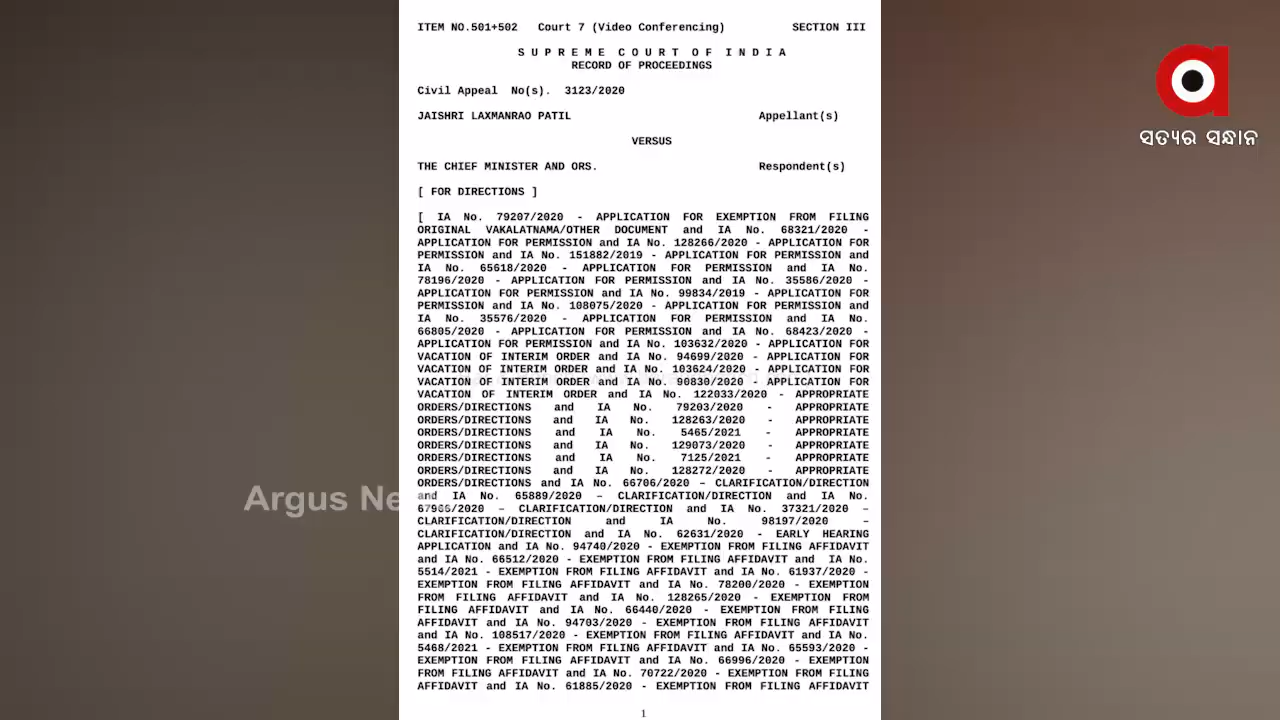 ITEM NO.501+502 Court 7 (Video Conferencing) SECTION III
S U P R E M E C O U R T O F I N D I A
RECORD OF PROCEEDINGS
Civil Appeal No(s). 3123/2020
JAISHRI LAXMANRAO PATIL Appellant(s)
VERSUS
THE CHIEF MINISTER AND ORS. Respondent(s)
[ FOR DIRECTIONS ]
[ IA No. 79207/2020 - APPLICATION FOR EXEMPTION FROM FILING
ORIGINAL VAKALATNAMA/OTHER DOCUMENT and IA No. 68321/2020 -
APPLICATION FOR PERMISSION and IA No. 128266/2020 - APPLICATION FOR
PERMISSION and IA No. 151882/2019 - APPLICATION FOR PERMISSION and
IA No. 65618/2020 - APPLICATION FOR PERMISSION and IA No.
78196/2020 - APPLICATION FOR PERMISSION and IA No. 35586/2020 -
APPLICATION FOR PERMISSION and IA No. 99834/2019 - APPLICATION FOR
PERMISSION and IA No. 108075/2020 - APPLICATION FOR PERMISSION and
IA No. 35576/2020 - APPLICATION FOR PERMISSION and IA No.
66805/2020 - APPLICATION FOR PERMISSION and IA No. 68423/2020 -
APPLICATION FOR PERMISSION and IA No. 103632/2020 - APPLICATION FOR
VACATION OF INTERIM ORDER and IA No. 94699/2020 - APPLICATION FOR
VACATION OF INTERIM ORDER and IA No. 103624/2020 - APPLICATION FOR
VACATION OF INTERIM ORDER and IA No. 90830/2020 - APPLICATION FOR
VACATION OF INTERIM ORDER and IA No. 122033/2020 - APPROPRIATE
ORDERS/DIRECTIONS and IA No. 79203/2020 - APPROPRIATE
ORDERS/DIRECTIONS and IA No. 128263/2020 - APPROPRIATE
ORDERS/DIRECTIONS and IA No. 5465/2021 - APPROPRIATE
ORDERS/DIRECTIONS and IA No. 129073/2020 - APPROPRIATE
ORDERS/DIRECTIONS and IA No. 7125/2021 - APPROPRIATE
ORDERS/DIRECTIONS and IA No. 128272/2020 - APPROPRIATE
ORDERS/DIRECTIONS and IA No. 66706/2020 – CLARIFICATION/DIRECTION
and IA No. 65889/2020 – CLARIFICATION/DIRECTION and IA No.
67966/2020 – CLARIFICATION/DIRECTION and IA No. 37321/2020 –
CLARIFICATION/DIRECTION and IA No. 98197/2020 –
CLARIFICATION/DIRECTION and IA No. 62631/2020 - EARLY HEARING
APPLICATION and IA No. 94740/2020 - EXEMPTION FROM FILING AFFIDAVIT
and IA No. 66512/2020 - EXEMPTION FROM FILING AFFIDAVIT and IA No.
5514/2021 - EXEMPTION FROM FILING AFFIDAVIT and IA No. 61937/2020 -
EXEMPTION FROM FILING AFFIDAVIT and IA No. 78200/2020 - EXEMPTION
FROM FILING AFFIDAVIT and IA No. 128265/2020 - EXEMPTION FROM
FILING AFFIDAVIT and IA No. 66440/2020 - EXEMPTION FROM FILING
AFFIDAVIT and IA No. 94703/2020 - EXEMPTION FROM FILING AFFIDAVIT
and IA No. 108517/2020 - EXEMPTION FROM FILING AFFIDAVIT and IA No.
5468/2021 - EXEMPTION FROM FILING AFFIDAVIT and IA No. 65593/2020 -
EXEMPTION FROM FILING AFFIDAVIT and IA No. 66996/2020 - EXEMPTION
FROM FILING AFFIDAVIT and IA No. 70722/2020 - EXEMPTION FROM FILING
AFFIDAVIT and IA No. 61885/2020 - EXEMPTION FROM FILING AFFIDAVIT
1
ସତ୍ୟର ସନ୍ଧାନ
Argus Ne